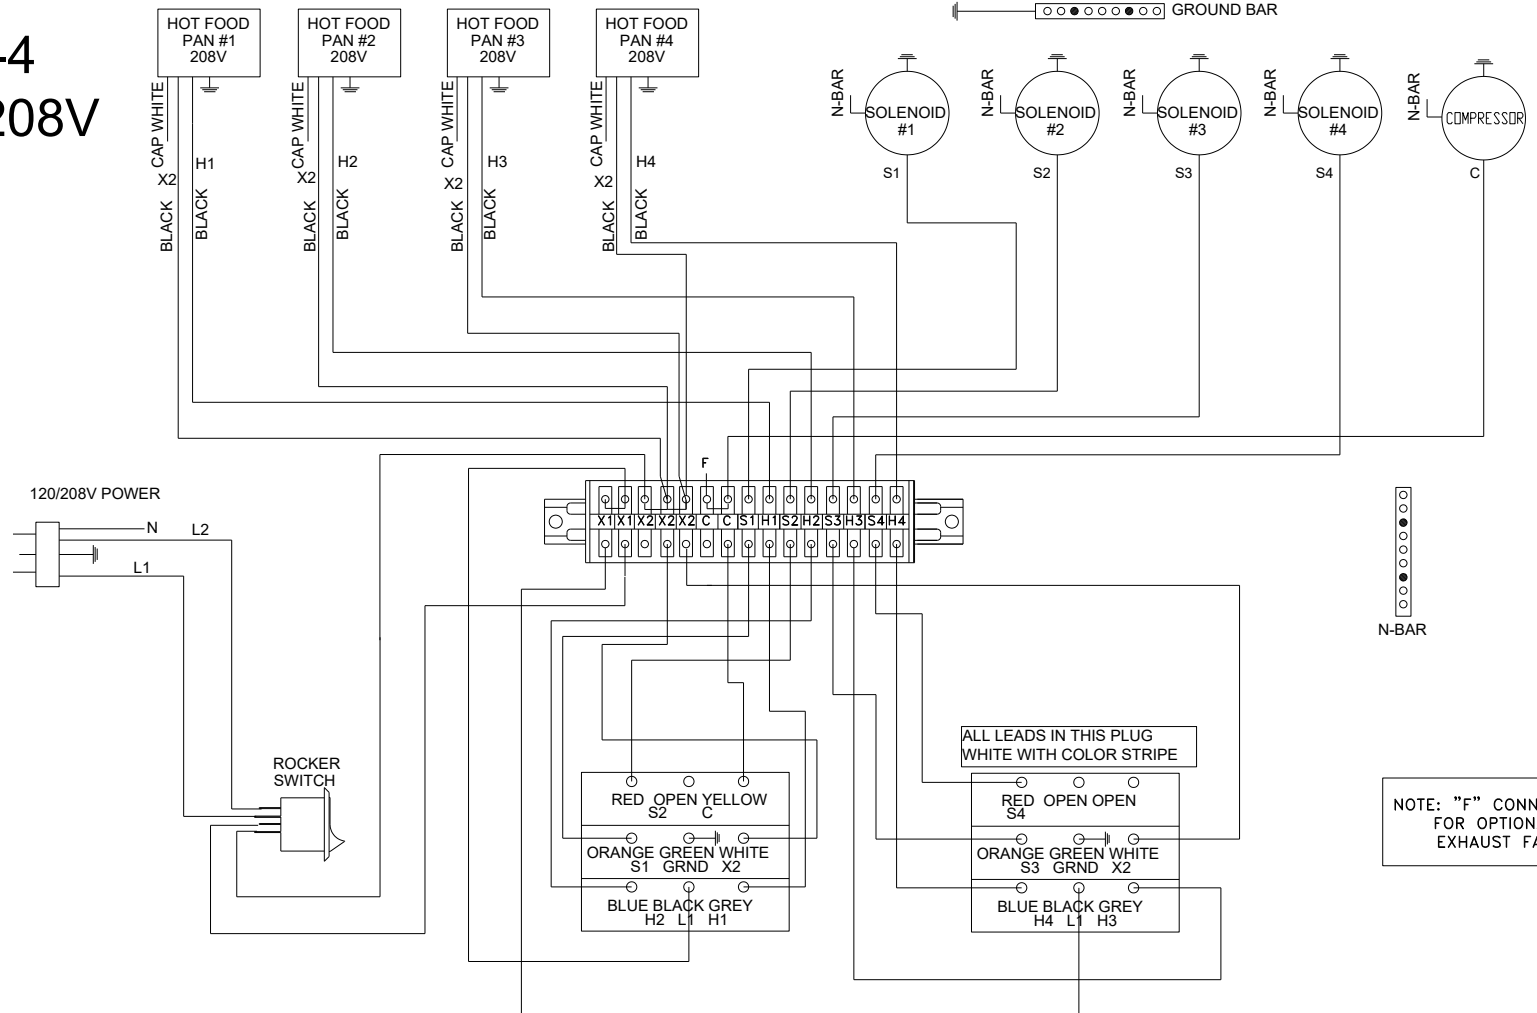 -4
208V
HOT FOOD
PAN #1
208V
HOT FOOD
PAN #2
208V
HOT FOOD
PAN #3
208V
HOT FOOD
PAN #4
208V
GROUND BAR
CAP WHITE
X2
H1
BLACK
BLACK
CAP WHITE
X2
H2
BLACK
BLACK
CAP WHITE
X2
H3
BLACK
BLACK
CAP WHITE
X2
H4
BLACK
BLACK
N-BAR
SOLENOID
#1
S1
N-BAR
SOLENOID
#2
S2
N-BAR
SOLENOID
#3
S3
N-BAR
SOLENOID
#4
S4
N-BAR
COMPRESSOR
C
F
X1 X1 X2 X2 X2 C C S1 H1 S2 H2 S3 H3 S4 H4
120/208V POWER
N
L2
L1
N-BAR
ROCKER
SWITCH
RED OPEN YELLOW
S2 C
ORANGE GREEN WHITE
S1 GRND X2
BLUE BLACK GREY
H2 L1 H1
ALL LEADS IN THIS PLUG
WHITE WITH COLOR STRIPE
RED OPEN OPEN
S4
ORANGE GREEN WHITE
S3 GRND X2
BLUE BLACK GREY
H4 L1 H3
NOTE: "F" CONN
FOR OPTION
EXHAUST FA